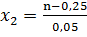 x₂ = n−0,25 / 0,05